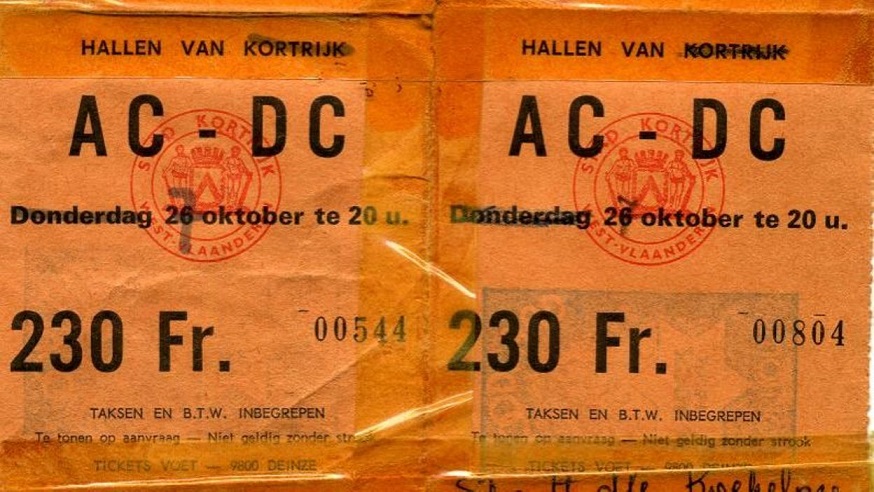 HALLEN VAN KORTRIJK
AC - DC
STAD KORTRIJK
WEST-VLAANDEREN
Donderdag 26 oktober te 20 u.
7
230 Fr.
00544
TAKSEN EN B.T.W. INBEGREPEN
Te tonen op aanvraag — Niet geldig zonder strook
TICKETS VOET — 9800 DEINZE
HALLEN VAN KORTRIJK
AC - DC
STAD KORTRIJK
WEST-VLAANDEREN
Donderdag 26 oktober te 20 u.
230 Fr.
00804
TAKSEN EN B.T.W. INBEGREPEN
Te tonen op aanvraag — Niet geldig zonder strook
TICKETS VOET — 9800 DEINZE